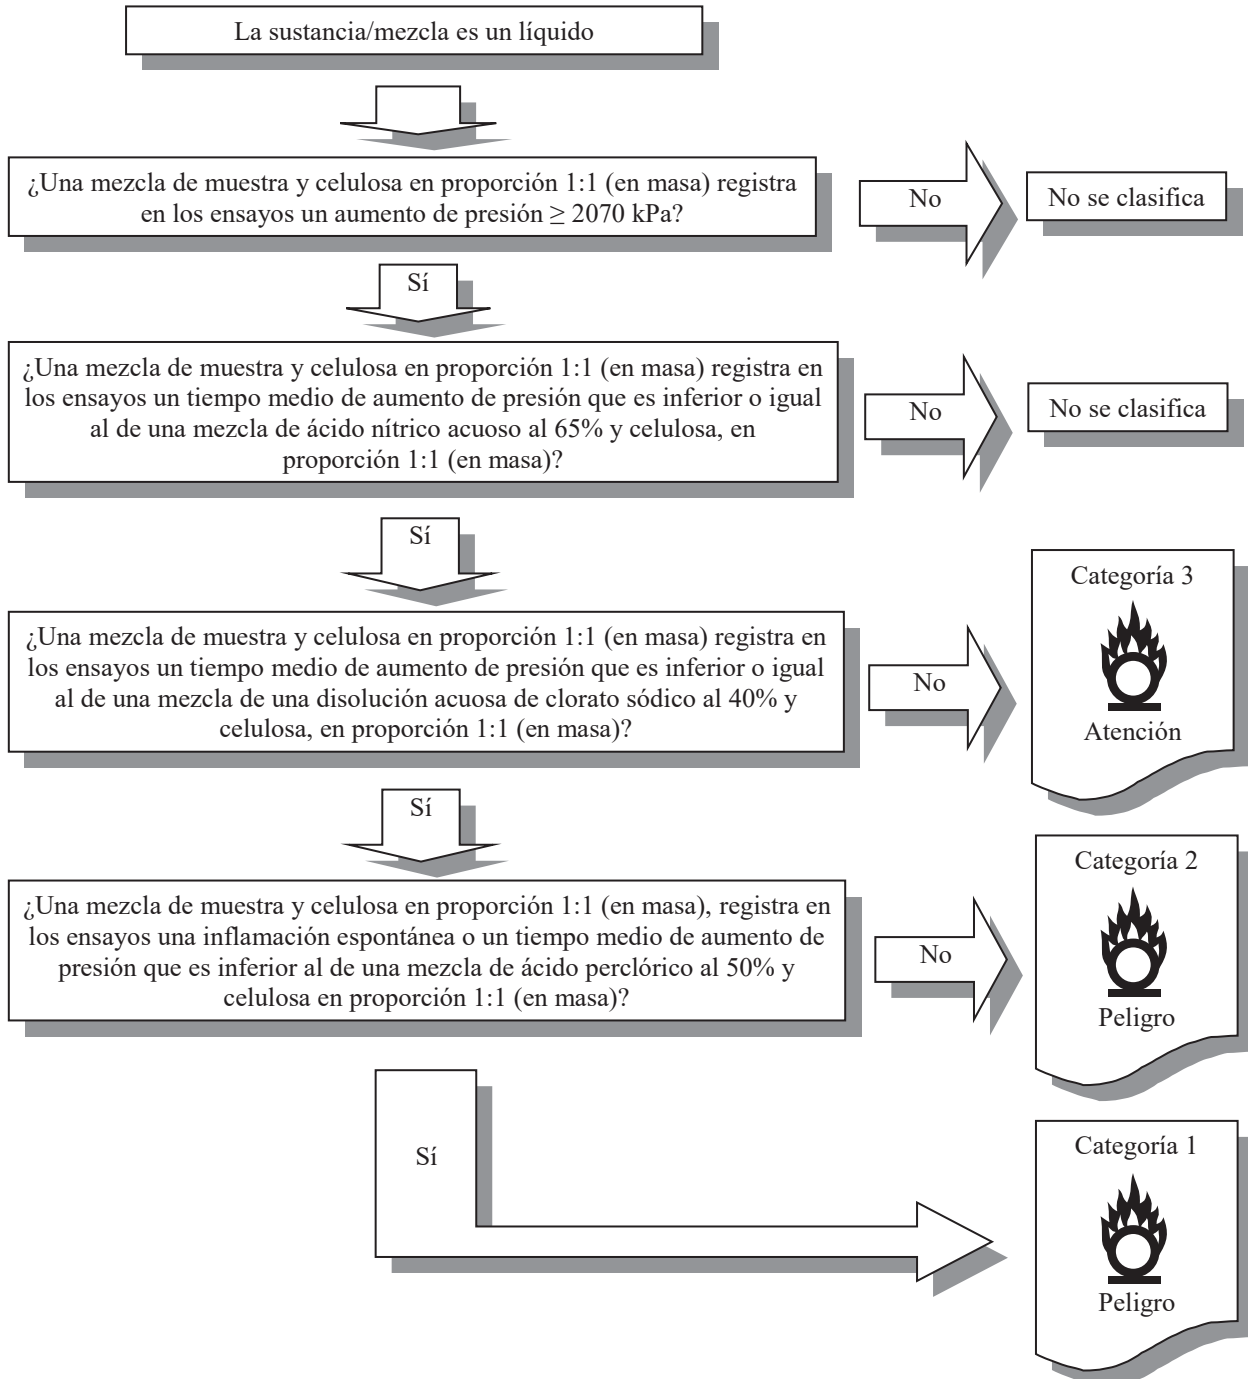 La sustancia/mezcla es un líquido
¿Una mezcla de muestra y celulosa en proporción 1:1 (en masa) registra
en los ensayos un aumento de presión ≥ 2070 kPa?
No
No se clasifica
Sí
¿Una mezcla de muestra y celulosa en proporción 1:1 (en masa) registra en
los ensayos un tiempo medio de aumento de presión que es inferior o igual
al de una mezcla de ácido nítrico acuoso al 65% y celulosa, en
proporción 1:1 (en masa)?
No
No se clasifica
Sí
¿Una mezcla de muestra y celulosa en proporción 1:1 (en masa) registra en
los ensayos un tiempo medio de aumento de presión que es inferior o igual
al de una mezcla de una disolución acuosa de clorato sódico al 40% y
celulosa, en proporción 1:1 (en masa)?
No
Categoría 3
Atención
Sí
¿Una mezcla de muestra y celulosa en proporción 1:1 (en masa), registra en
los ensayos una inflamación espontánea o un tiempo medio de aumento de
presión que es inferior al de una mezcla de ácido perclórico al 50% y
celulosa en proporción 1:1 (en masa)?
No
Categoría 2
Peligro
Sí
Categoría 1
Peligro